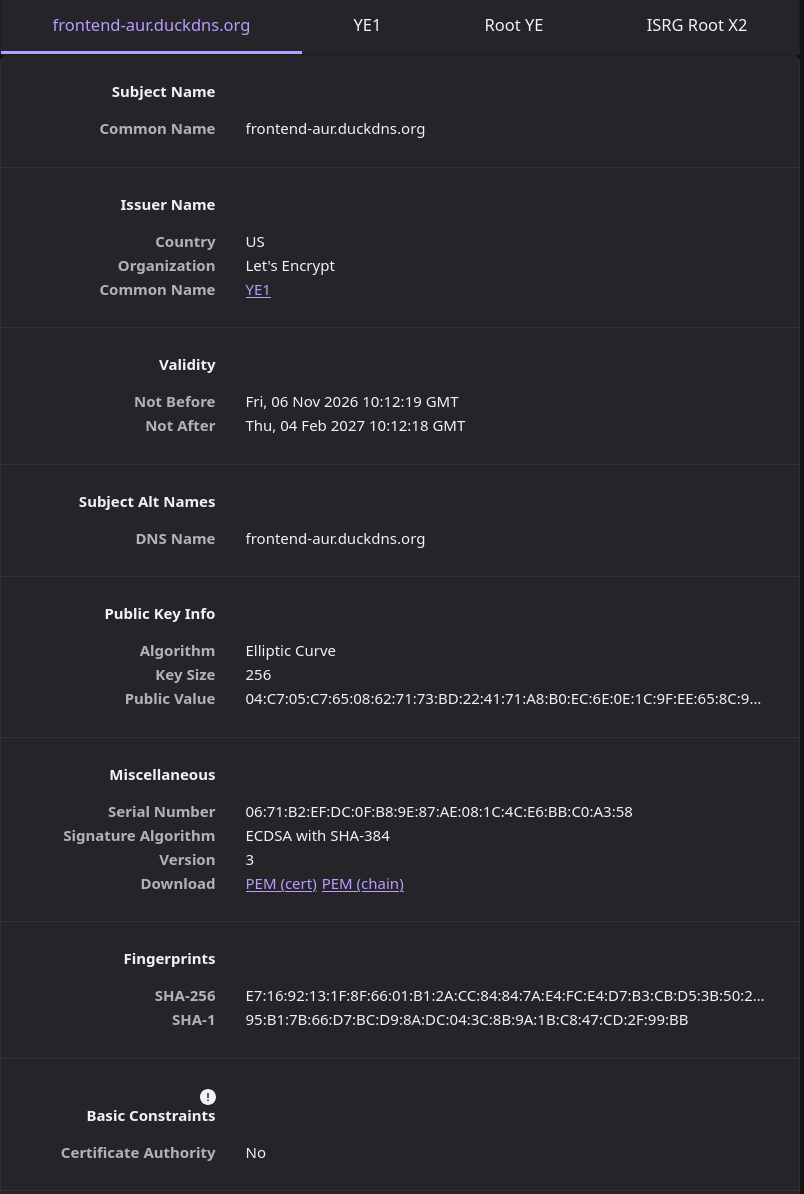 frontend-aur.duckdns.org YE1 Root YE ISRG Root X2
Subject Name
Common Name frontend-aur.duckdns.org
Issuer Name
Country US
Organization Let's Encrypt
Common Name YE1
Validity
Not Before Fri, 06 Nov 2026 10:12:19 GMT
Not After Thu, 04 Feb 2027 10:12:18 GMT
Subject Alt Names
DNS Name frontend-aur.duckdns.org
Public Key Info
Algorithm Elliptic Curve
Key Size 256
Public Value 04:C7:05:C7:65:08:62:71:73:BD:22:41:71:A8:B0:EC:6E:0E:1C:9F:EE:65:8C:9...
Miscellaneous
Serial Number 06:71:B2:EF:DC:0F:B8:9E:87:AE:08:1C:4C:E6:BB:C0:A3:58
Signature Algorithm ECDSA with SHA-384
Version 3
Download PEM (cert) PEM (chain)
Fingerprints
SHA-256 E7:16:92:13:1F:8F:66:01:B1:2A:CC:84:84:7A:E4:FC:E4:D7:B3:CB:D5:3B:50:2...
SHA-1 95:B1:7B:66:D7:BC:D9:8A:DC:04:3C:8B:9A:1B:C8:47:CD:2F:99:BB
Basic Constraints
Certificate Authority No